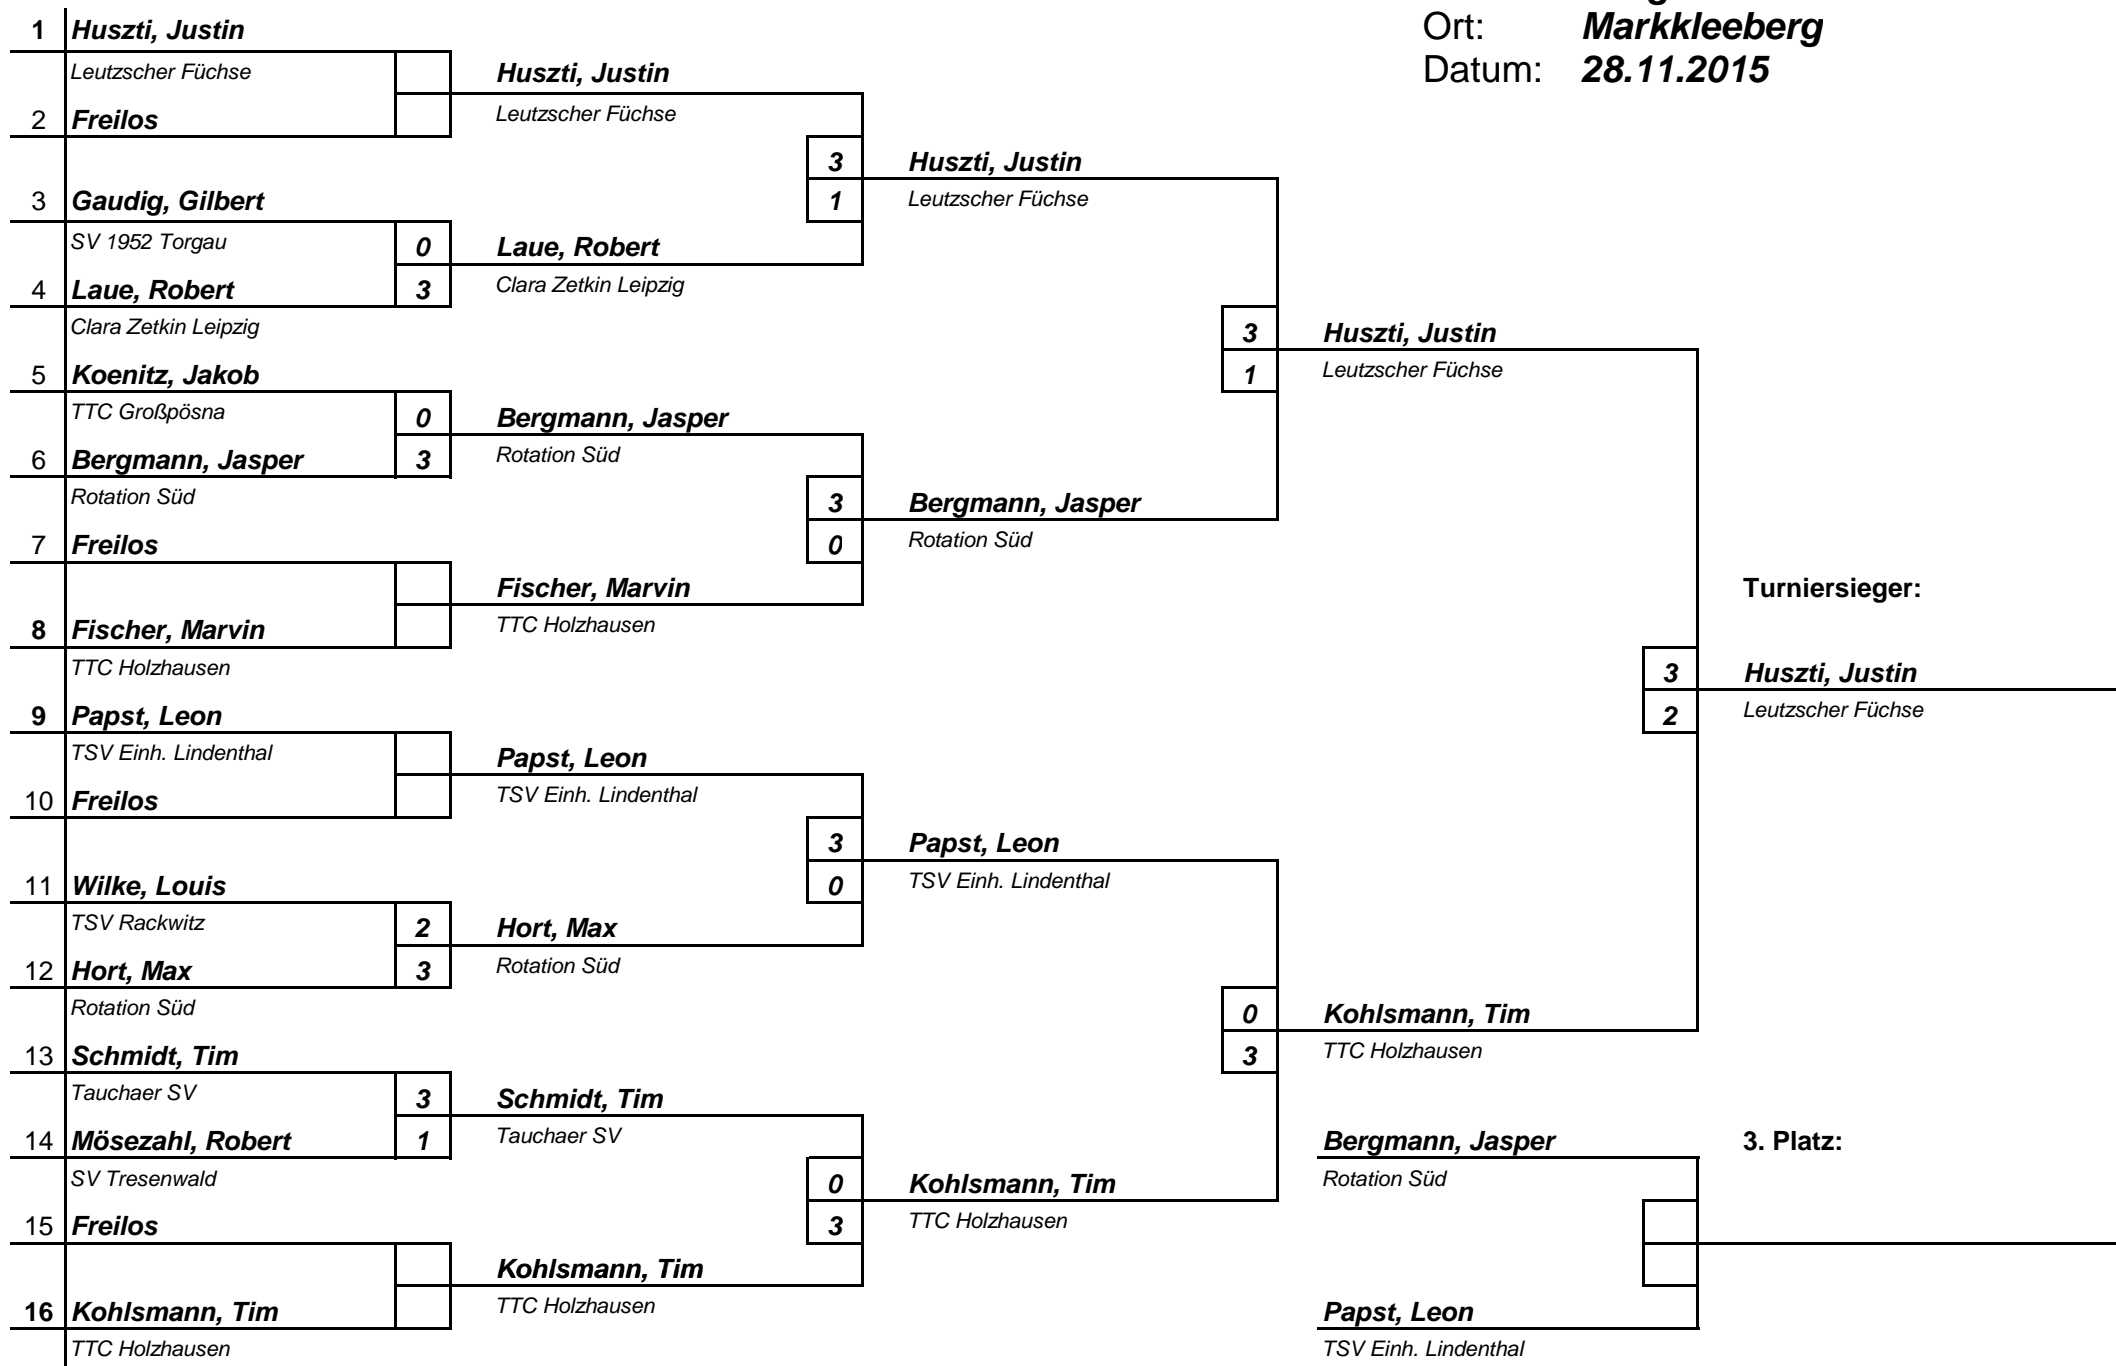 Ort: Markkleeberg
Datum: 28.11.2015
1 Huszti, Justin
Leutzscher Füchse
2 Freilos
3 Gaudig, Gilbert
SV 1952 Torgau
0
4 Laue, Robert
3
Clara Zetkin Leipzig
5 Koenitz, Jakob
TTC Großpösna
0
6 Bergmann, Jasper
3
Rotation Süd
7 Freilos
8 Fischer, Marvin
TTC Holzhausen
9 Papst, Leon
TSV Einh. Lindenthal
10 Freilos
11 Wilke, Louis
TSV Rackwitz
2
12 Hort, Max
3
Rotation Süd
13 Schmidt, Tim
Tauchaer SV
3
14 Mösezahl, Robert
1
SV Tresenwald
15 Freilos
16 Kohlsmann, Tim
TTC Holzhausen
Huszti, Justin
Leutzscher Füchse
3
1
Laue, Robert
Clara Zetkin Leipzig
Bergmann, Jasper
Rotation Süd
3
0
Fischer, Marvin
TTC Holzhausen
Papst, Leon
TSV Einh. Lindenthal
3
0
Hort, Max
Rotation Süd
Schmidt, Tim
Tauchaer SV
0
3
Kohlsmann, Tim
TTC Holzhausen
Huszti, Justin
Leutzscher Füchse
3
1
Bergmann, Jasper
Rotation Süd
Papst, Leon
TSV Einh. Lindenthal
0
3
Kohlsmann, Tim
TTC Holzhausen
Huszti, Justin
Leutzscher Füchse
3
2
Kohlsmann, Tim
TTC Holzhausen
Turniersieger:
Huszti, Justin
Leutzscher Füchse
Bergmann, Jasper
Rotation Süd
3. Platz:
Papst, Leon
TSV Einh. Lindenthal